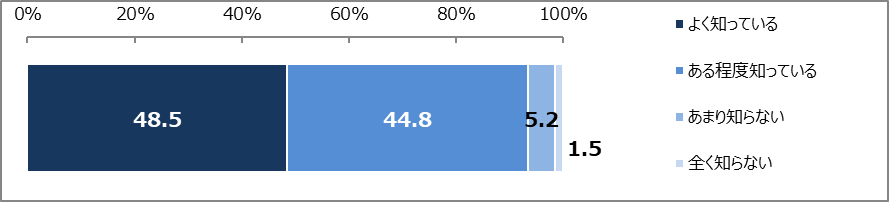 0% 20% 40% 60% 80% 100%
48.5 44.8 5.2
1.5
よく知っている
ある程度知っている
あまり知らない
全く知らない